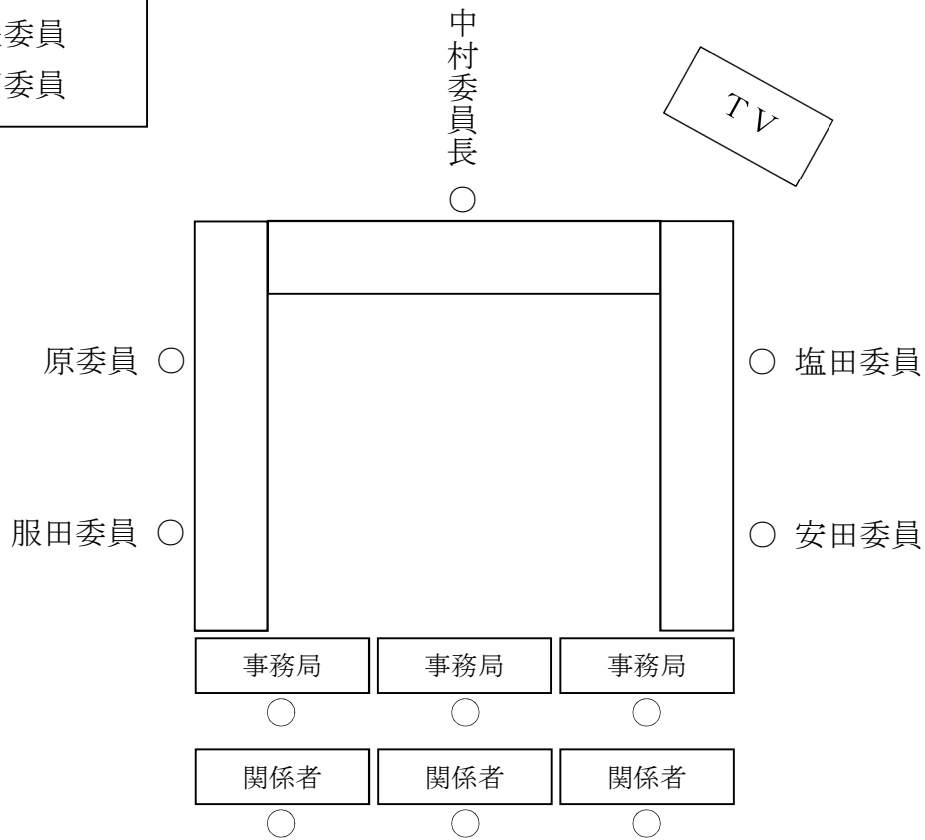 委員
委員
中村委員長
TV
原委員
塩田委員
服田委員
安田委員
事務局 事務局 事務局
関係者 関係者 関係者